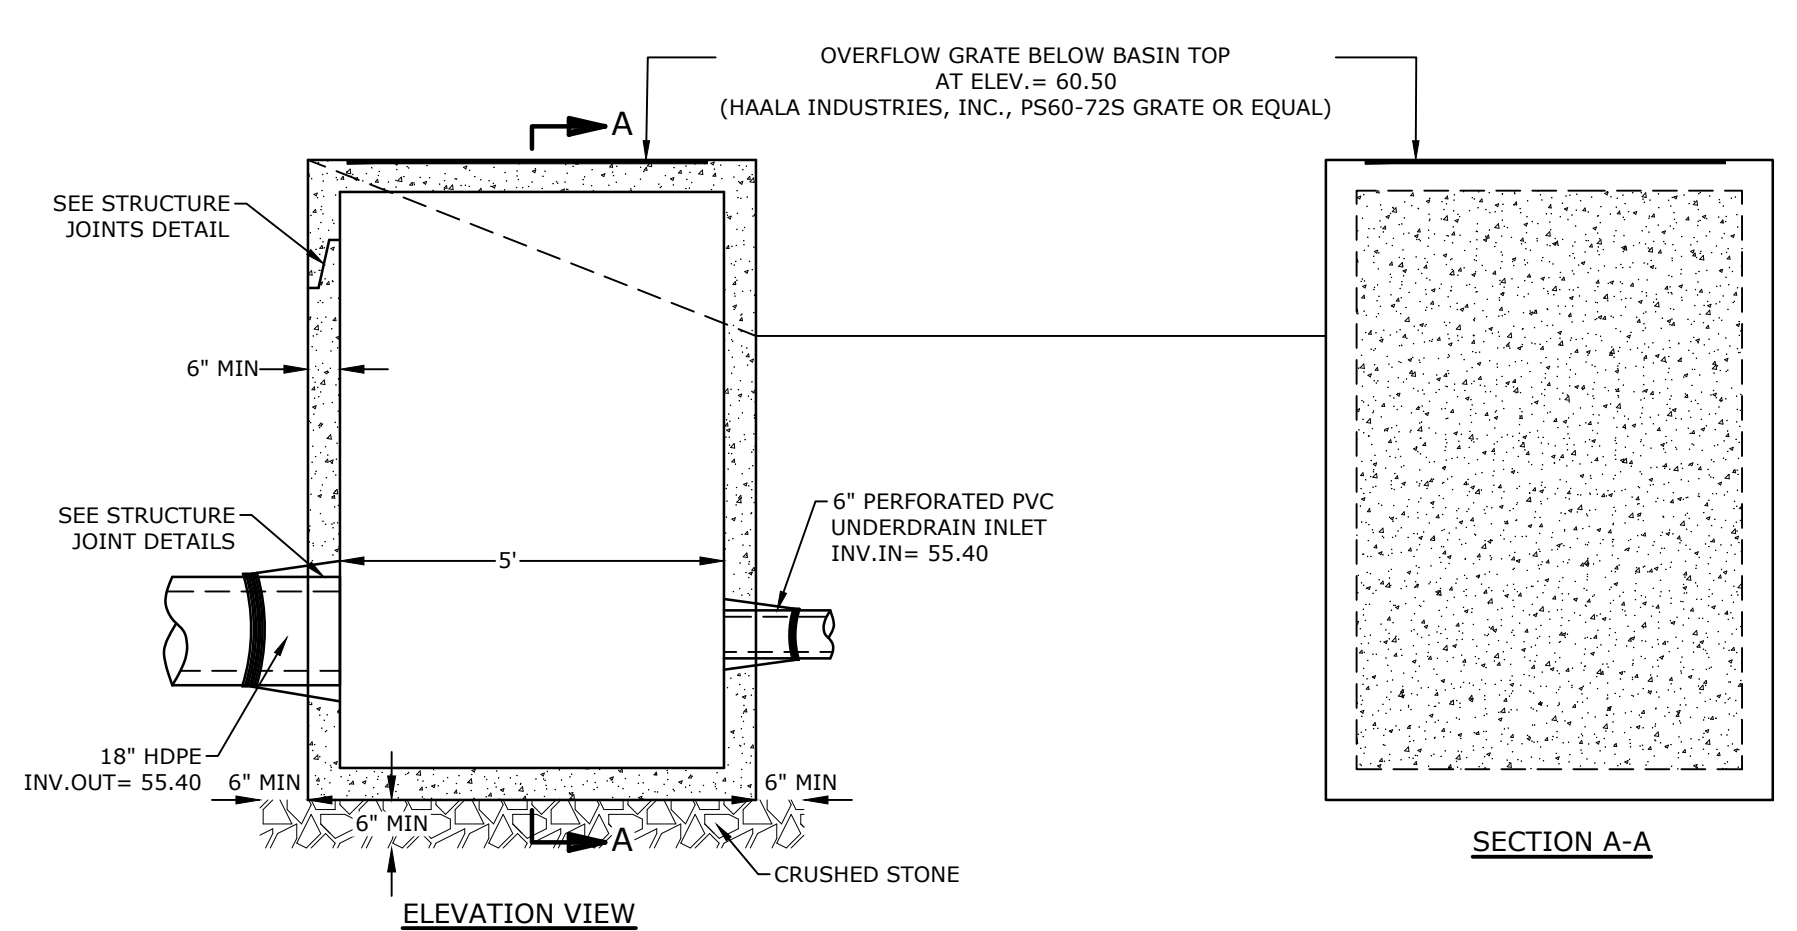 OVERFLOW GRATE BELOW BASIN TOP
AT ELEV.= 60.50
(HAALA INDUSTRIES, INC., PS60-72S GRATE OR EQUAL)
A
SEE STRUCTURE
JOINTS DETAIL
6" MIN
SEE STRUCTURE
JOINT DETAILS
5'
6" PERFORATED PVC
UNDERDRAIN INLET
INV.IN= 55.40
18" HDPE
INV.OUT= 55.40
6" MIN
6" MIN
6" MIN
A
CRUSHED STONE
ELEVATION VIEW
SECTION A-A